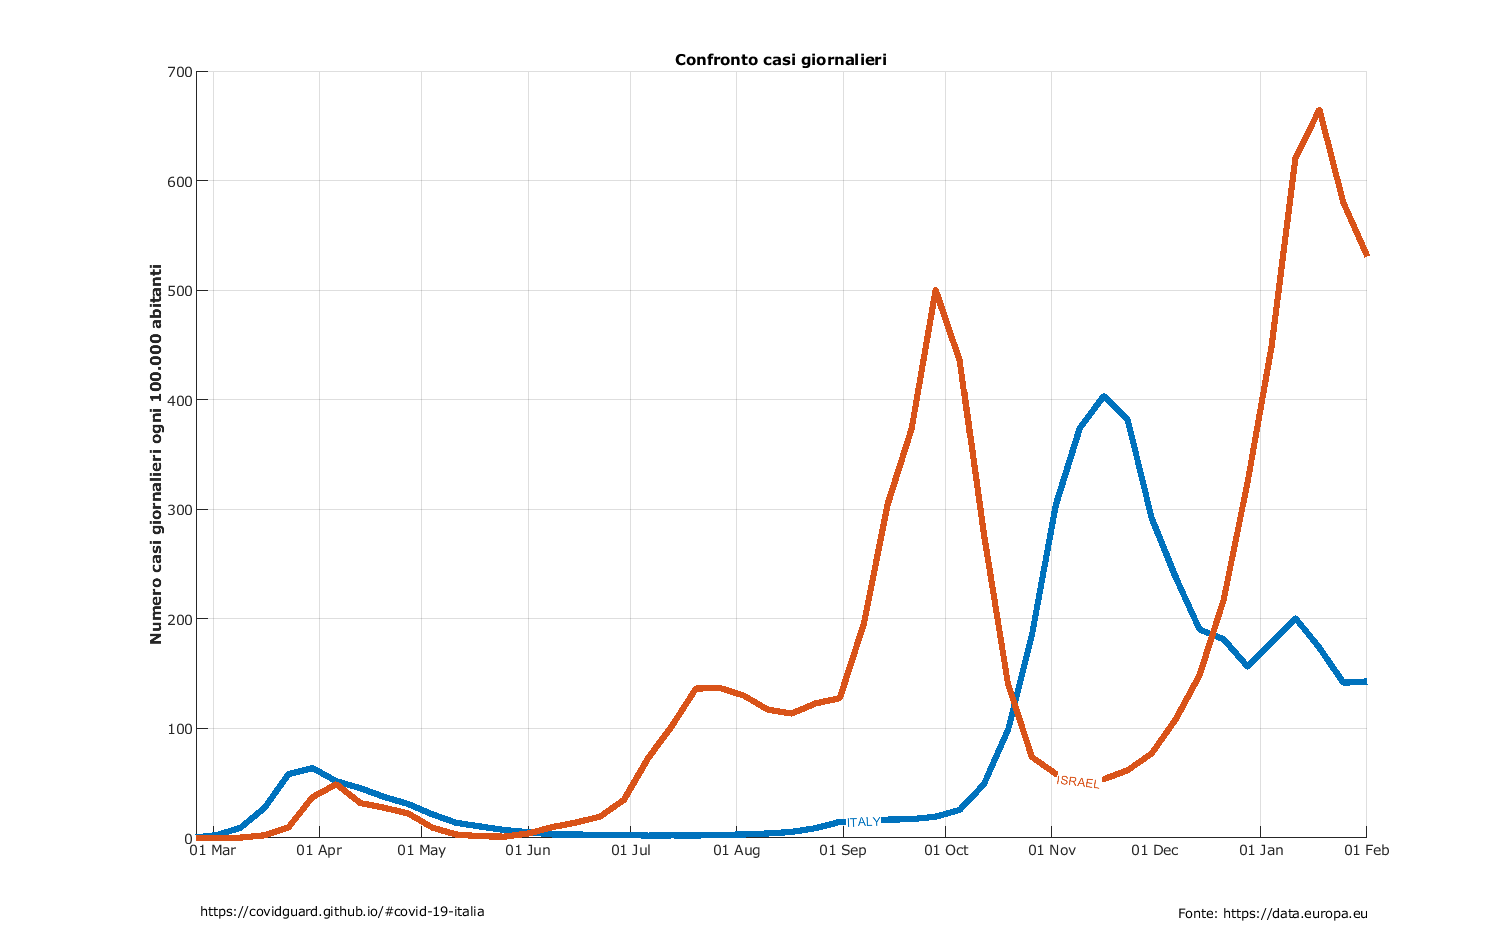 Confronto casi giornalieri
Numero casi giornalieri ogni 100.000 abitanti
700
600
500
400
300
200
100
0
ISRAEL
ITALY
01 Mar 01 Apr 01 May 01 Jun 01 Jul 01 Aug 01 Sep 01 Oct 01 Nov 01 Dec 01 Jan 01 Feb
https://covidguard.github.io/#covid-19-italia
Fonte: https://data.europa.eu